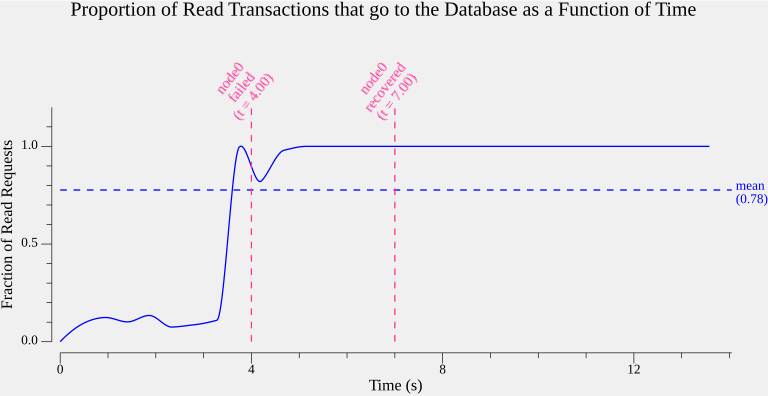 Proportion of Read Transactions that go to the Database as a Function of Time
node0
failed
(t = 4.00)
node0
recovered
(t = 7.00)
Fraction of Read Requests
1.0
0.5
0.0
mean
(0.78)
0
4
8
12
Time (s)